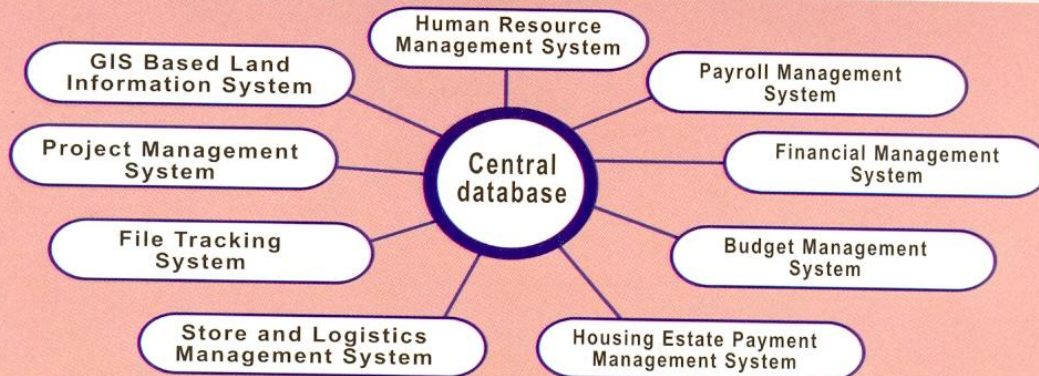 Human Resource
Management System
GIS Based Land
Information System
Payroll Management
System
Project Management
System
Central
database
Financial Management
System
File Tracking
System
Budget Management
System
Store and Logistics
Management System
Housing Estate Payment
Management System